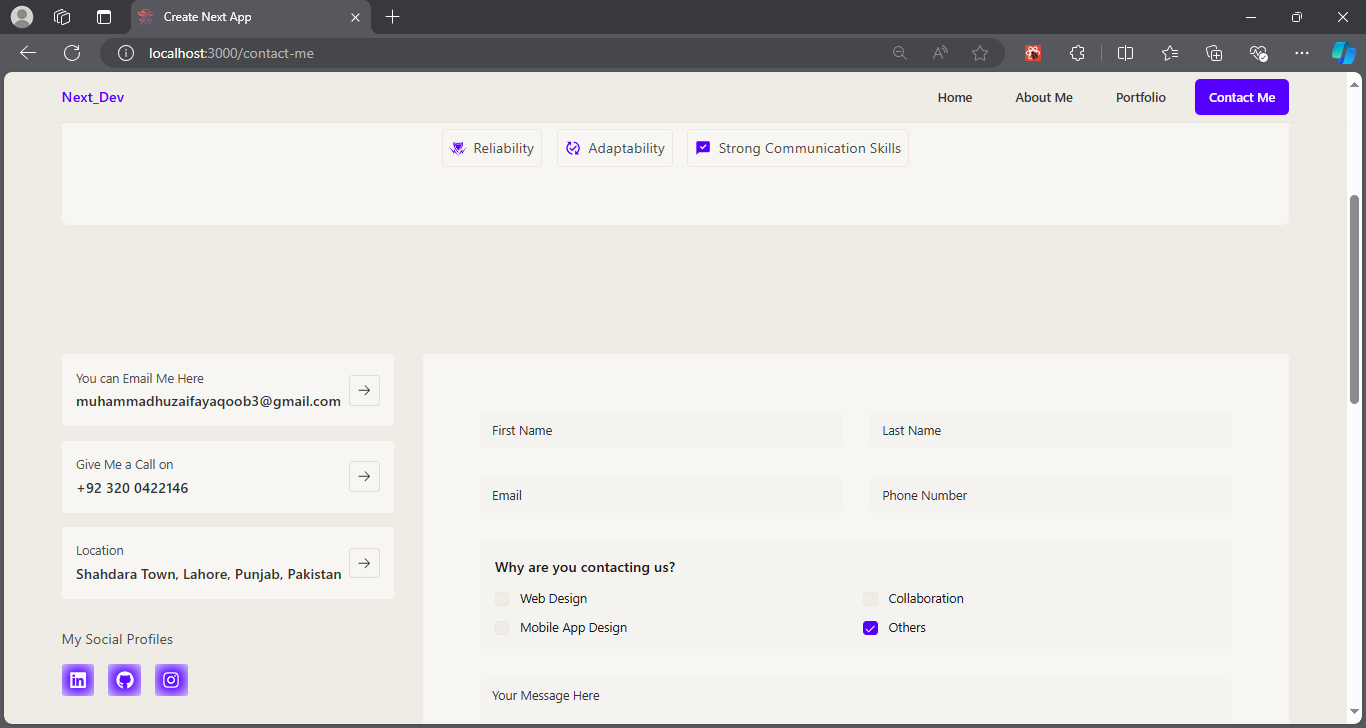 Create Next App
localhost:3000/contact-me
Next_Dev
Home
About Me
Portfolio
Contact Me
Reliability
Adaptability
Strong Communication Skills
You can Email Me Here
muhammadhuzaifayaqoob3@gmail.com
Give Me a Call on
+92 320 0422146
Location
Shahdara Town, Lahore, Punjab, Pakistan
My Social Profiles
in
First Name
Last Name
Email
Phone Number
Why are you contacting us?
Web Design
Collaboration
Mobile App Design
Others
Your Message Here